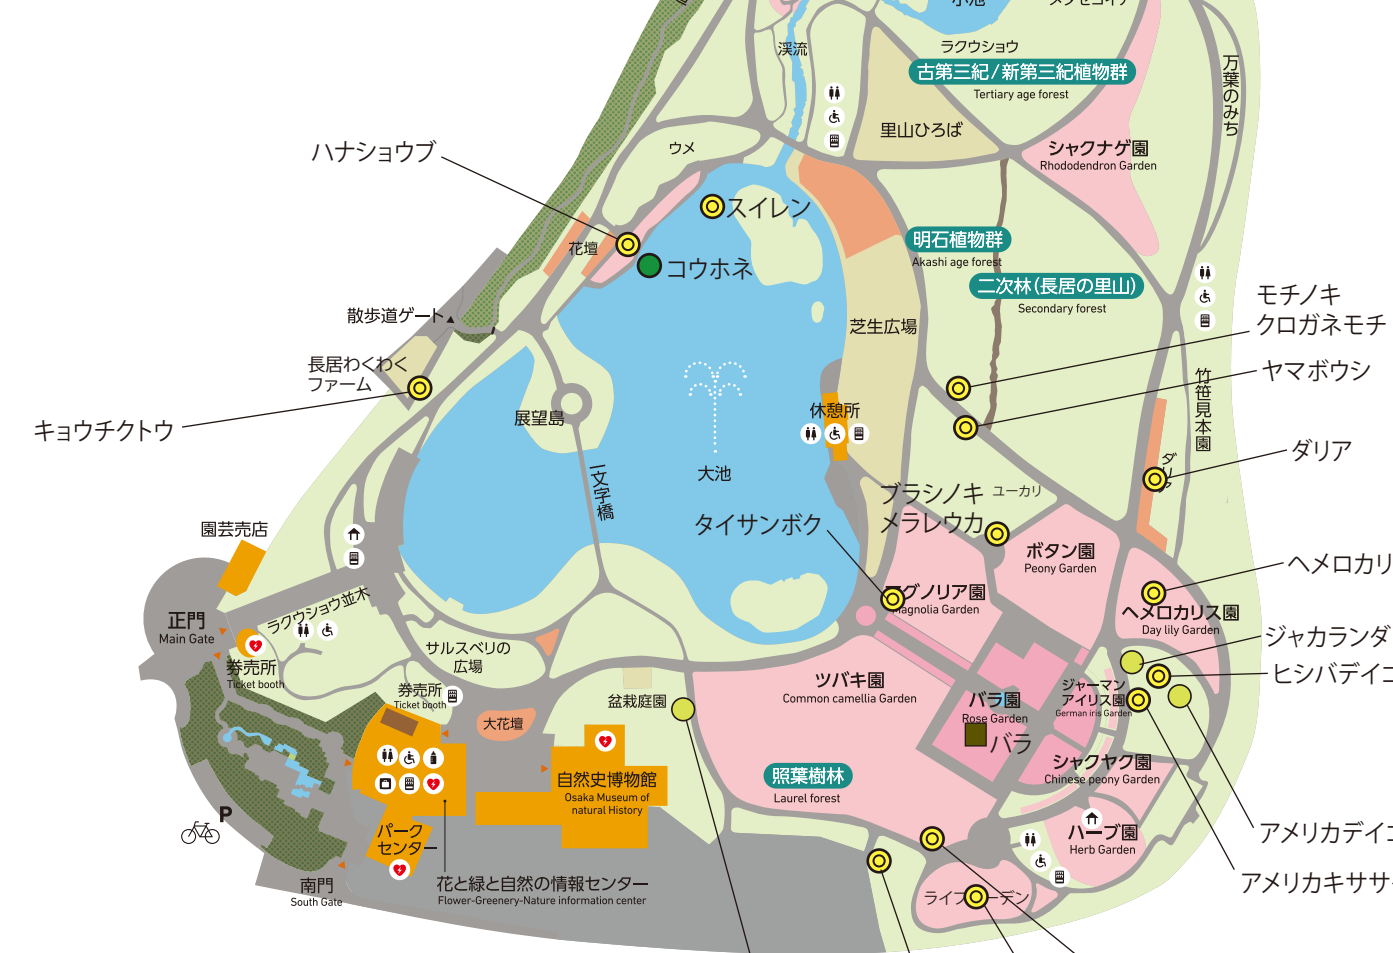 渓流
ラクウショウ
古第三紀/新第三紀植物群
Tertiary age forest
万葉のみち
里山ひろば
シャクナゲ園
Rhododendron Garden
ハナショウブ
ウメ
スイレン
花壇
コウホネ
明石植物群
Akashi age forest
二次林(長居の里山)
Secondary forest
モチノキ
クロガネモチ
散歩道ゲート
芝生広場
長居わくわく
ファーム
ヤマボウシ
竹笹見本園
キョウチクトウ
展望島
休憩所
一文字橋
大池
ダリア
ダリア
ブラシノキ
メラレウカ
ユーカリ
タイサンボク
園芸売店
ボタン園
Peony Garden
ヘメロカリ
正門
Main Gate
ラクウショウ並木
グノリア園
agnolia Garden
ヘメロカリス園
Day lily Garden
ジャカランダ
サルスベリの
広場
券売所
Ticket booth
ヒシバデイコ
ツバキ園
Common camellia Garden
券売所
Ticket booth
盆栽庭園
大花壇
バラ園
Rose Garden
バラ
ジャーマン
アイリス園
German iris Garden
シャクヤク園
Chinese peony Garden
照葉樹林
Laurel forest
自然史博物館
Osaka Museum of
natural History
P
パーク
センター
ハーブ園
Herb Garden
アメリカデイコ
アメリカキササ
南門
South Gate
花と緑と自然の情報センター
Flower-Greenery-Nature information center
ライフ
ーデン